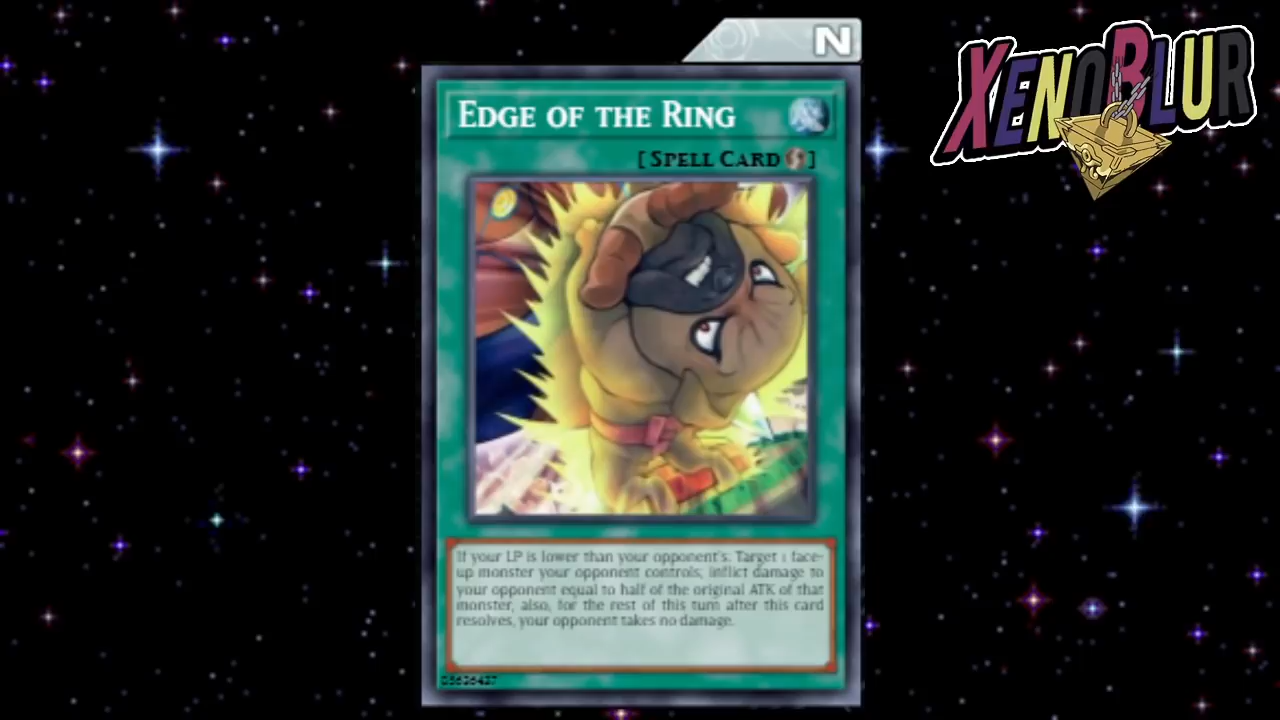 N
XENOBLUR
EDGE OF THE RING
[SPELL CARD]
If your LP is lower than your opponent's: Target 1 face-
up monster your opponent controls; inflict damage to
your opponent equal to half of the original ATK of that
monster, also, for the rest of this turn after this card
resolves, your opponent takes no damage.